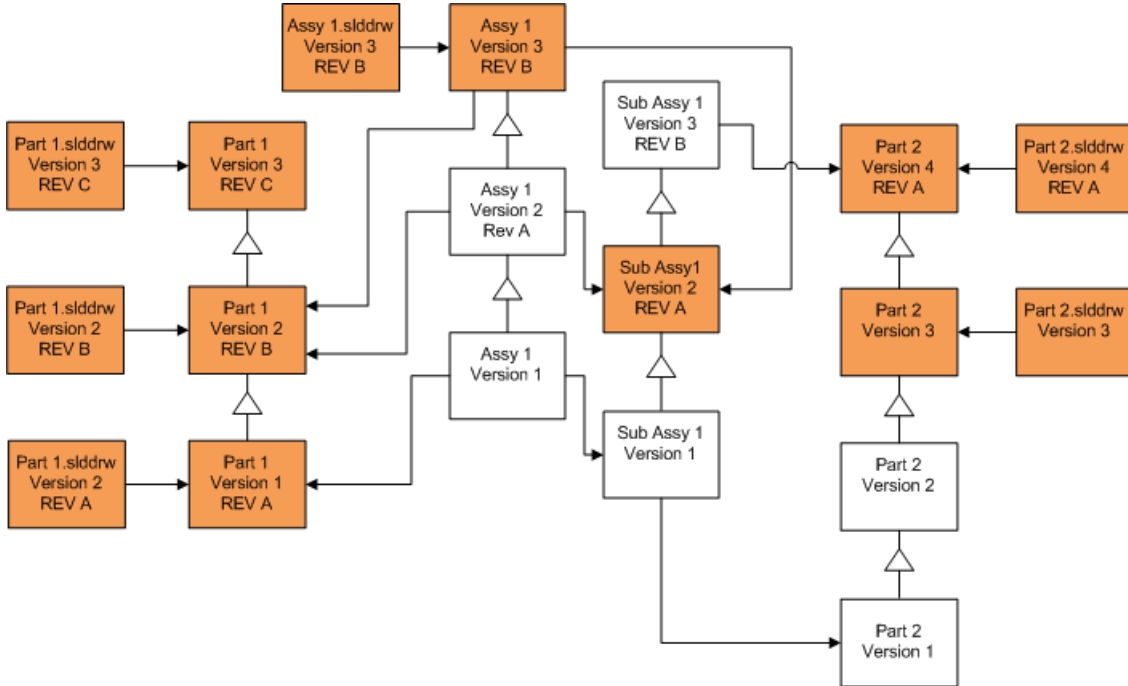 Assy 1.slddrw
Version 3
REV B
Assy 1
Version 3
REV B
Sub Assy 1
Version 3
REV B
Part 1.slddrw
Version 3
REV C
Part 1
Version 3
REV C
Part 2
Version 4
REV A
Part 2.slddrw
Version 4
REV A
Assy 1
Version 2
Rev A
Sub Assy1
Version 2
REV A
Part 1.slddrw
Version 2
REV B
Part 1
Version 2
REV B
Part 2
Version 3
Part 2.slddrw
Version 3
Assy 1
Version 1
Sub Assy 1
Version 1
Part 1.slddrw
Version 2
REV A
Part 1
Version 1
REV A
Part 2
Version 2
Part 2
Version 1